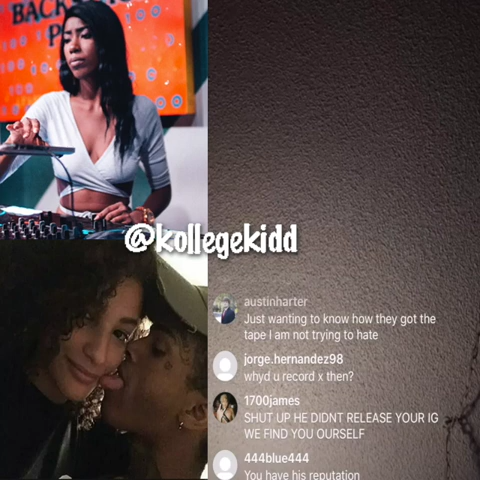 BACKS
P
@kollegekidd
austinharter
Just wanting to know how they got the
tape I am not trying to hate
jorge.hernandez98
whyd u record x then?
1700james
SHUT UP HE DIDNT RELEASE YOUR IG
WE FIND YOU OURSELF
444blue444
You have his reputation